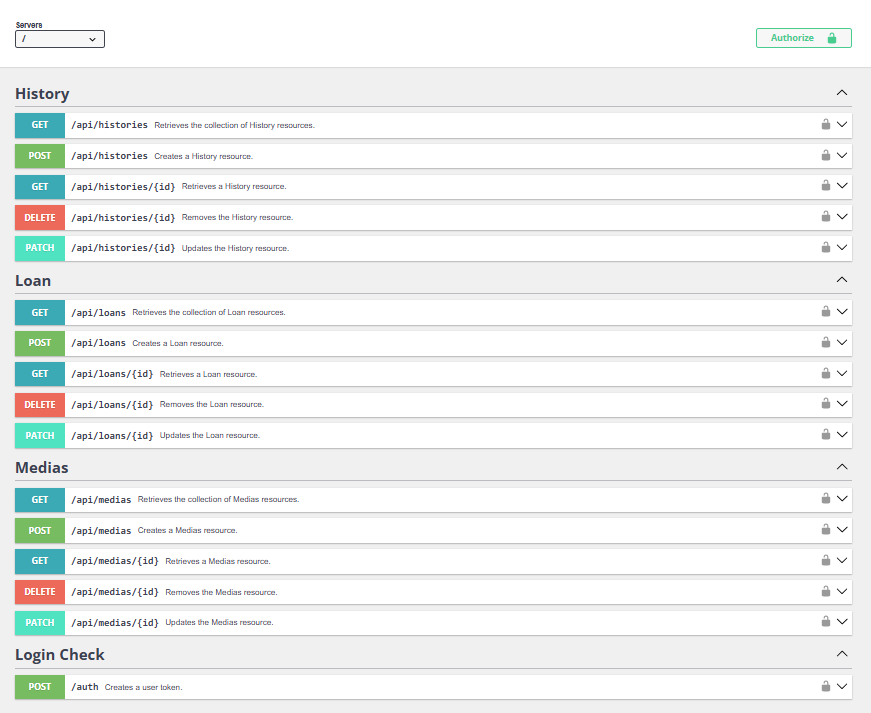 Servers
/
Authorize
History
GET /api/histories Retrieves the collection of History resources.
POST /api/histories Creates a History resource.
GET /api/histories/{id} Retrieves a History resource.
DELETE /api/histories/{id} Removes the History resource.
PATCH /api/histories/{id} Updates the History resource.
Loan
GET /api/loans Retrieves the collection of Loan resources.
POST /api/loans Creates a Loan resource.
GET /api/loans/{id} Retrieves a Loan resource.
DELETE /api/loans/{id} Removes the Loan resource.
PATCH /api/loans/{id} Updates the Loan resource.
Medias
GET /api/medias Retrieves the collection of Medias resources.
POST /api/medias Creates a Medias resource.
GET /api/medias/{id} Retrieves a Medias resource.
DELETE /api/medias/{id} Removes the Medias resource.
PATCH /api/medias/{id} Updates the Medias resource.
Login Check
POST /auth Creates a user token.